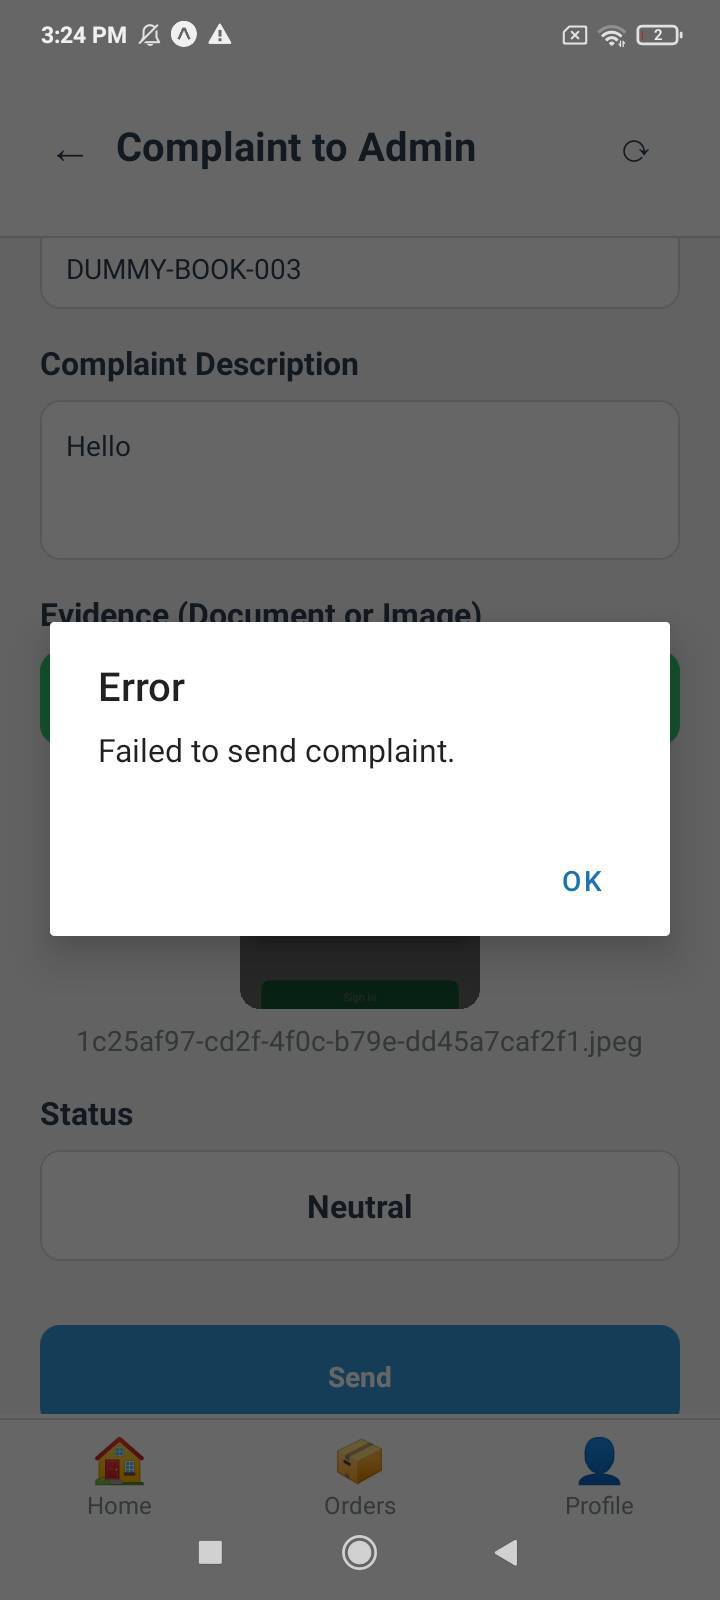 3:24 PM
2
← Complaint to Admin
DUMMY-BOOK-003
Complaint Description
Hello
Evidence (Document or Image)
Error
Failed to send complaint.
OK
Sign In
1c25af97-cd2f-4f0c-b79e-dd45a7caf2f1.jpeg
Status
Neutral
Send
Home
Orders
Profile